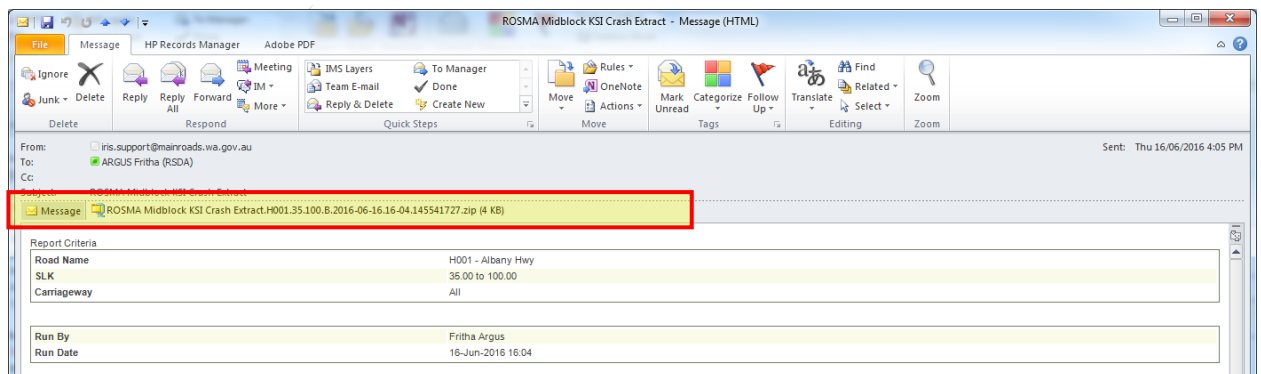 ROSMA Midblock KSI Crash Extract - Message (HTML)
File Message HP Records Manager Adobe PDF
Ignore
Junk
Delete
Reply
Reply All
Forward
Meeting
IM
More
IMS Layers
Team E-mail
Reply & Delete
To Manager
Done
Create New
Move
Rules
OneNote
Actions
Mark Unread
Categorize
Follow Up
Translate
Find
Related
Select
Zoom
Delete Respond Quick Steps Move Tags Editing Zoom
From: iris.support@mainroads.wa.gov.au Sent: Thu 16/06/2016 4:05 PM
To: ARGUS Fritha (RSDA)
Cc:
Subject: ROSMA Midblock KSI Crash Extract
Message ROSMA Midblock KSI Crash Extract.H001.35.100.B.2016-06-16.16-04.145541727.zip (4 KB)
Report Criteria
Road Name H001 - Albany Hwy
SLK 35.00 to 100.00
Carriageway All
Run By Fritha Argus
Run Date 16-Jun-2016 16:04